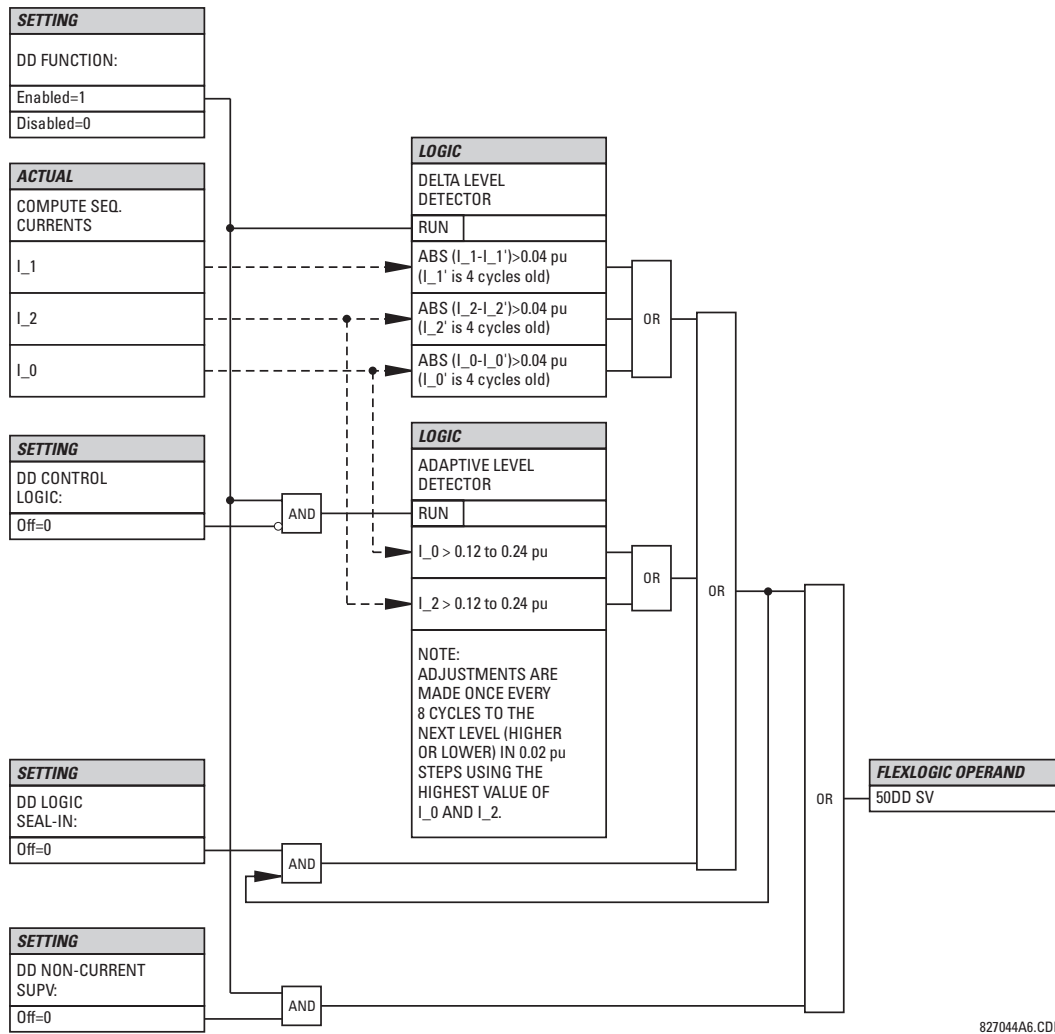 SETTING
DD FUNCTION:
Enabled=1
Disabled=0
ACTUAL
COMPUTE SEQ.
CURRENTS
I_1
I_2
I_0
SETTING
DD CONTROL
LOGIC:
Off=0
SETTING
DD LOGIC
SEAL-IN:
Off=0
SETTING
DD NON-CURRENT
SUPV:
Off=0
AND
AND
AND
LOGIC
DELTA LEVEL
DETECTOR
RUN
ABS (I_1-I_1')>0.04 pu
(I_1' is 4 cycles old)
ABS (I_2-I_2')>0.04 pu
(I_2' is 4 cycles old)
ABS (I_0-I_0')>0.04 pu
(I_0' is 4 cycles old)
LOGIC
ADAPTIVE LEVEL
DETECTOR
RUN
I_0 > 0.12 to 0.24 pu
I_2 > 0.12 to 0.24 pu
NOTE:
ADJUSTMENTS ARE
MADE ONCE EVERY
8 CYCLES TO THE
NEXT LEVEL (HIGHER
OR LOWER) IN 0.02 pu
STEPS USING THE
HIGHEST VALUE OF
I_0 AND I_2.
OR
OR
OR
OR
FLEXLOGIC OPERAND
50DD SV